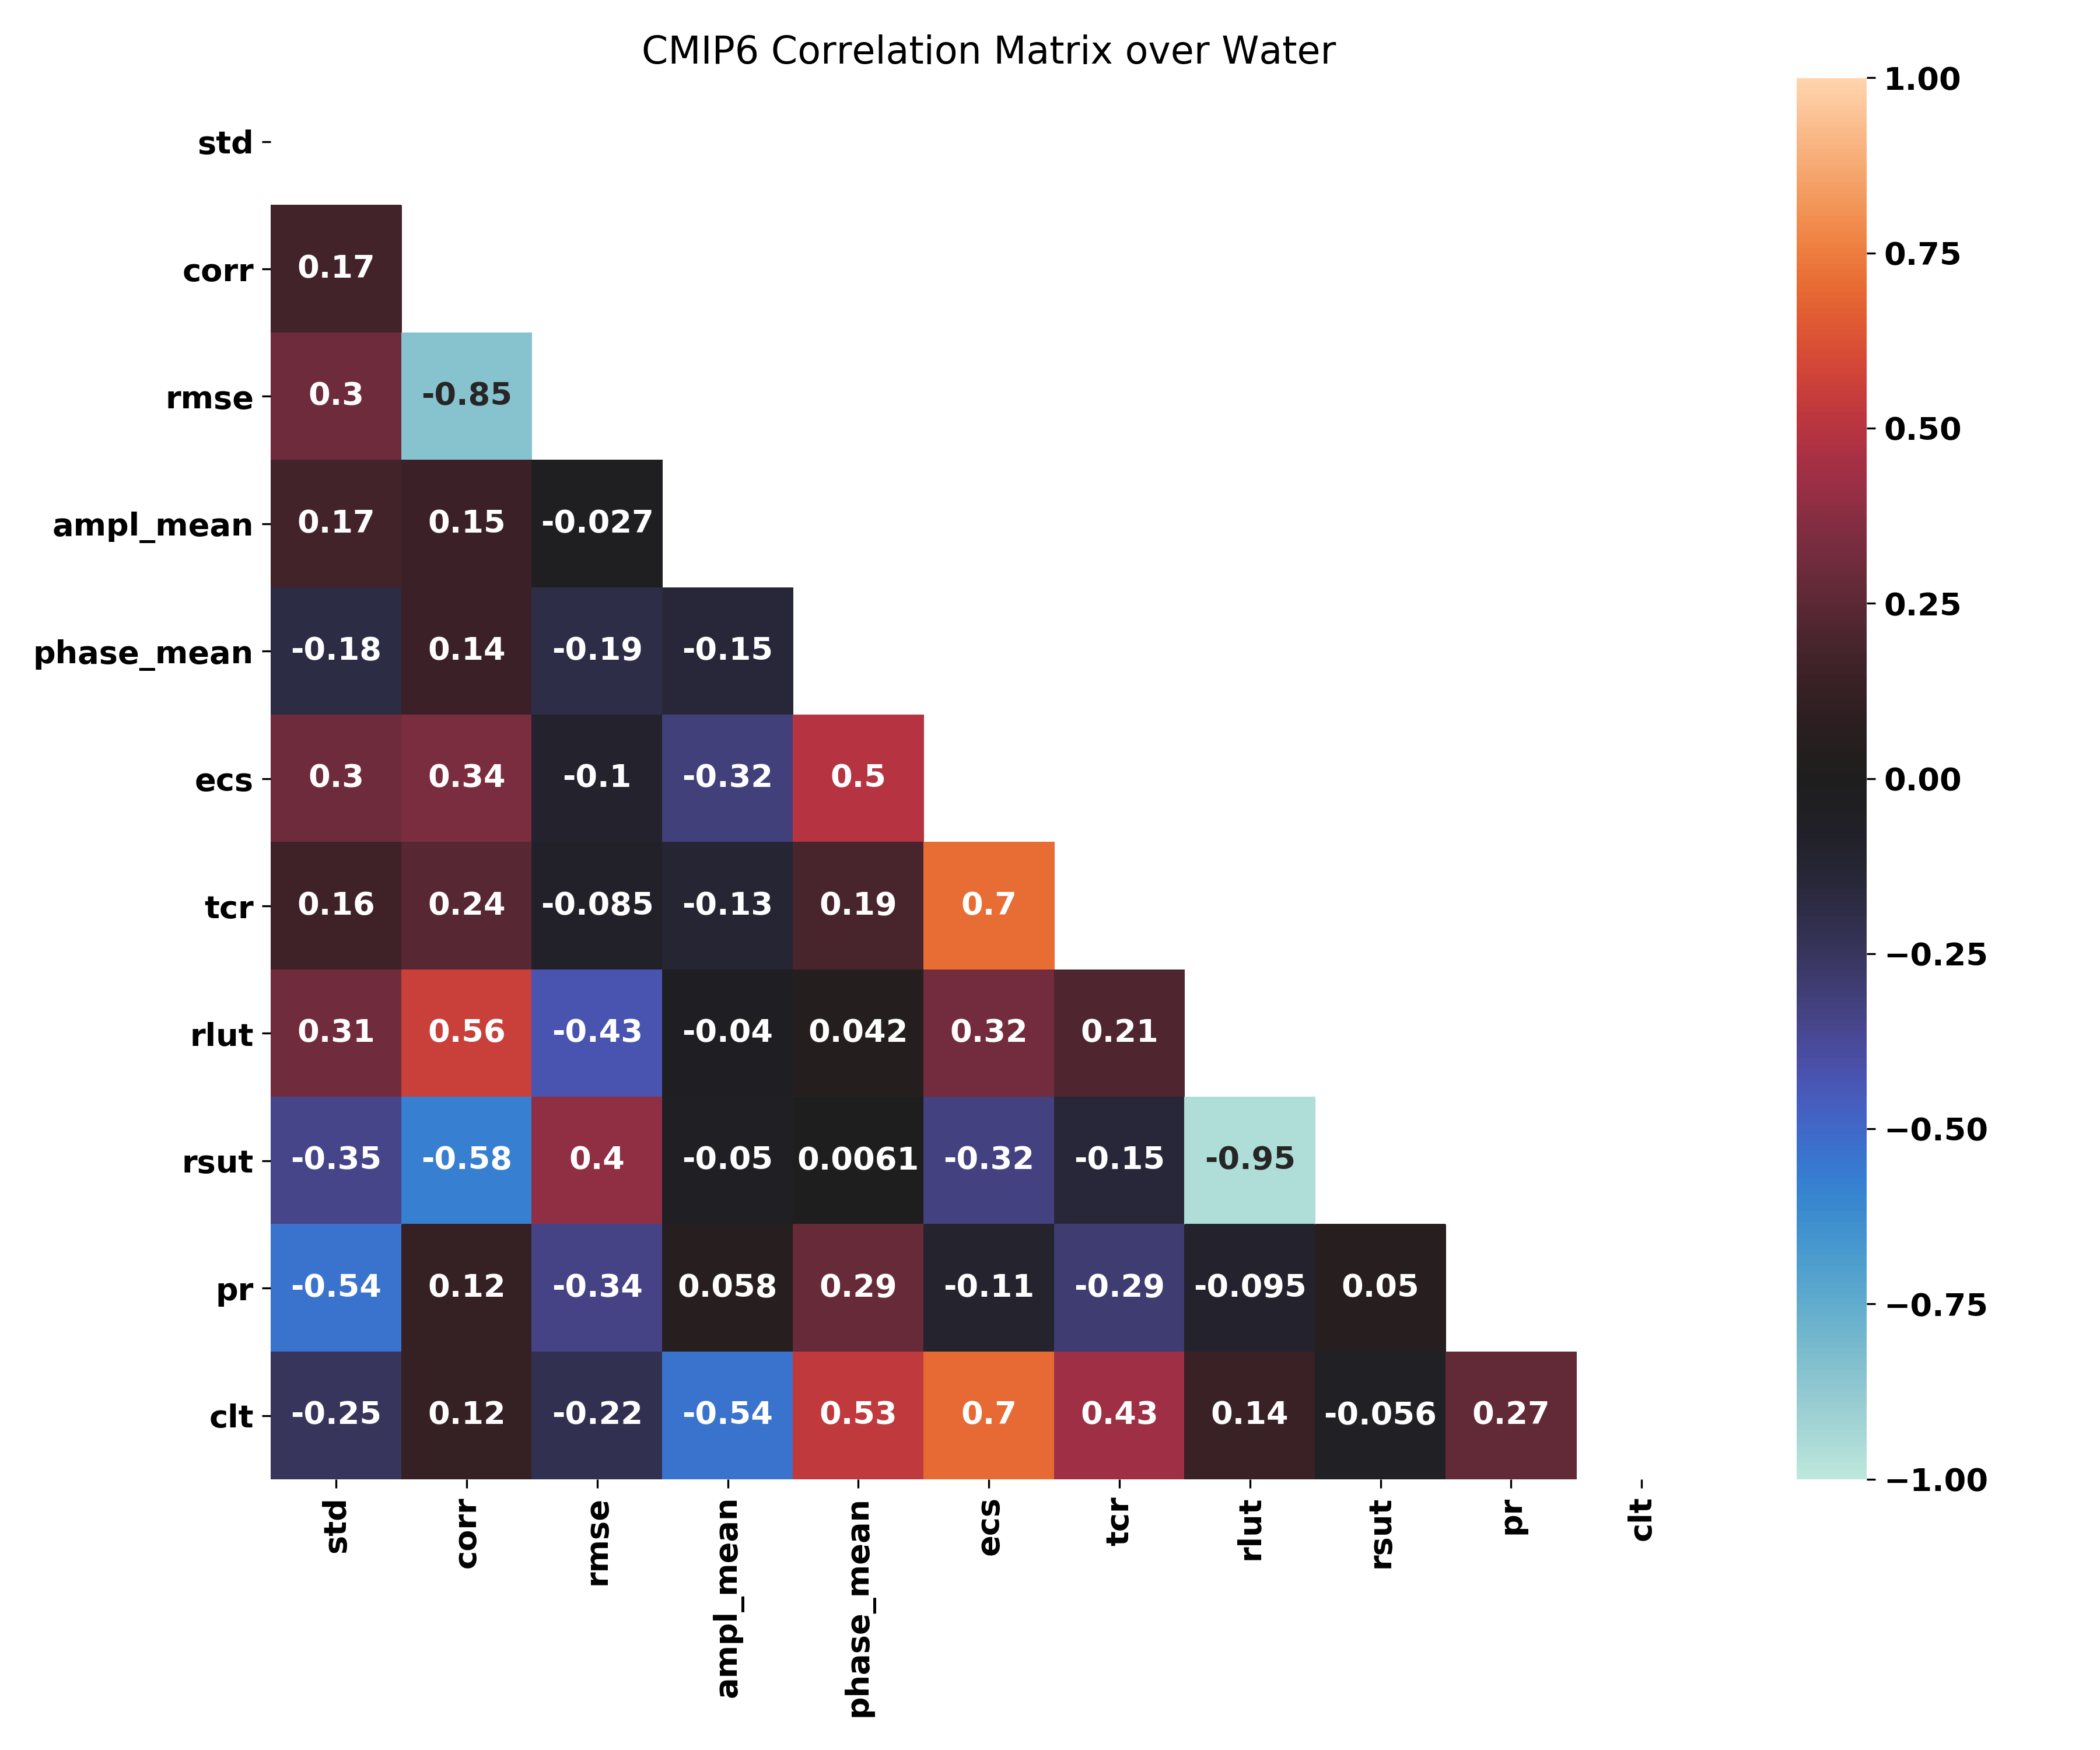 CMIP6 Correlation Matrix over Water
std
corr 0.17
rmse 0.3 -0.85
ampl_mean 0.17 0.15 -0.027
phase_mean -0.18 0.14 -0.19 -0.15
ecs 0.3 0.34 -0.1 -0.32 0.5
tcr 0.16 0.24 -0.085 -0.13 0.19 0.7
rlut 0.31 0.56 -0.43 -0.04 0.042 0.32 0.21
rsut -0.35 -0.58 0.4 -0.05 0.0061 -0.32 -0.15 -0.95
pr -0.54 0.12 -0.34 0.058 0.29 -0.11 -0.29 -0.095 0.05
clt -0.25 0.12 -0.22 -0.54 0.53 0.7 0.43 0.14 -0.056 0.27
std corr rmse ampl_mean phase_mean ecs tcr rlut rsut pr clt
1.00
0.75
0.50
0.25
0.00
−0.25
−0.50
−0.75
−1.00